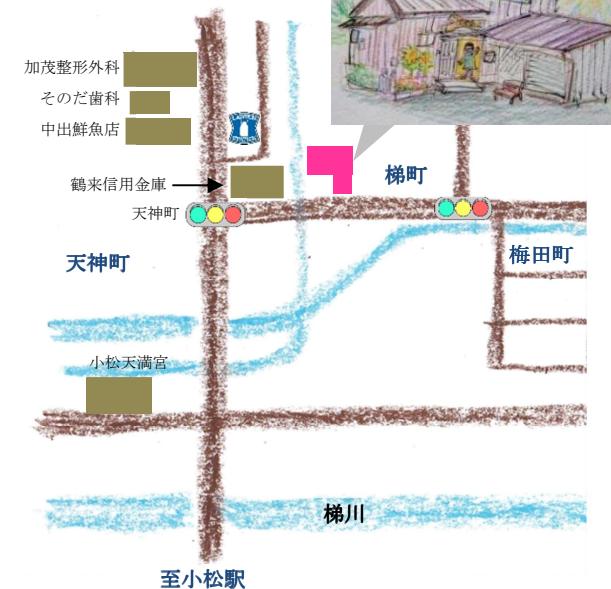 加茂整形外科
そのだ歯科
中出鮮魚店
鶴来信用金庫
天神町
梯町
天神町
梅田町
小松天満宮
梯川
至小松駅